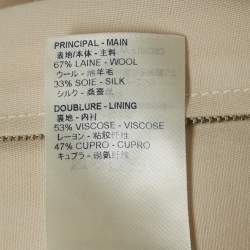 PRINCIPAL - MAIN
表地/本体 - 主料
67% LAINE - WOOL
ウール - 池羊毛
33% SOIE - SILK
シルク - 桑蚕丝
DOUBLURE - LINING
裏地 - 内衬
53% VISCOSE - VISCOSE
レーヨン - 粘胶纤维
47% CUPRO - CUPRO
キュプラ - 铜氨纤维